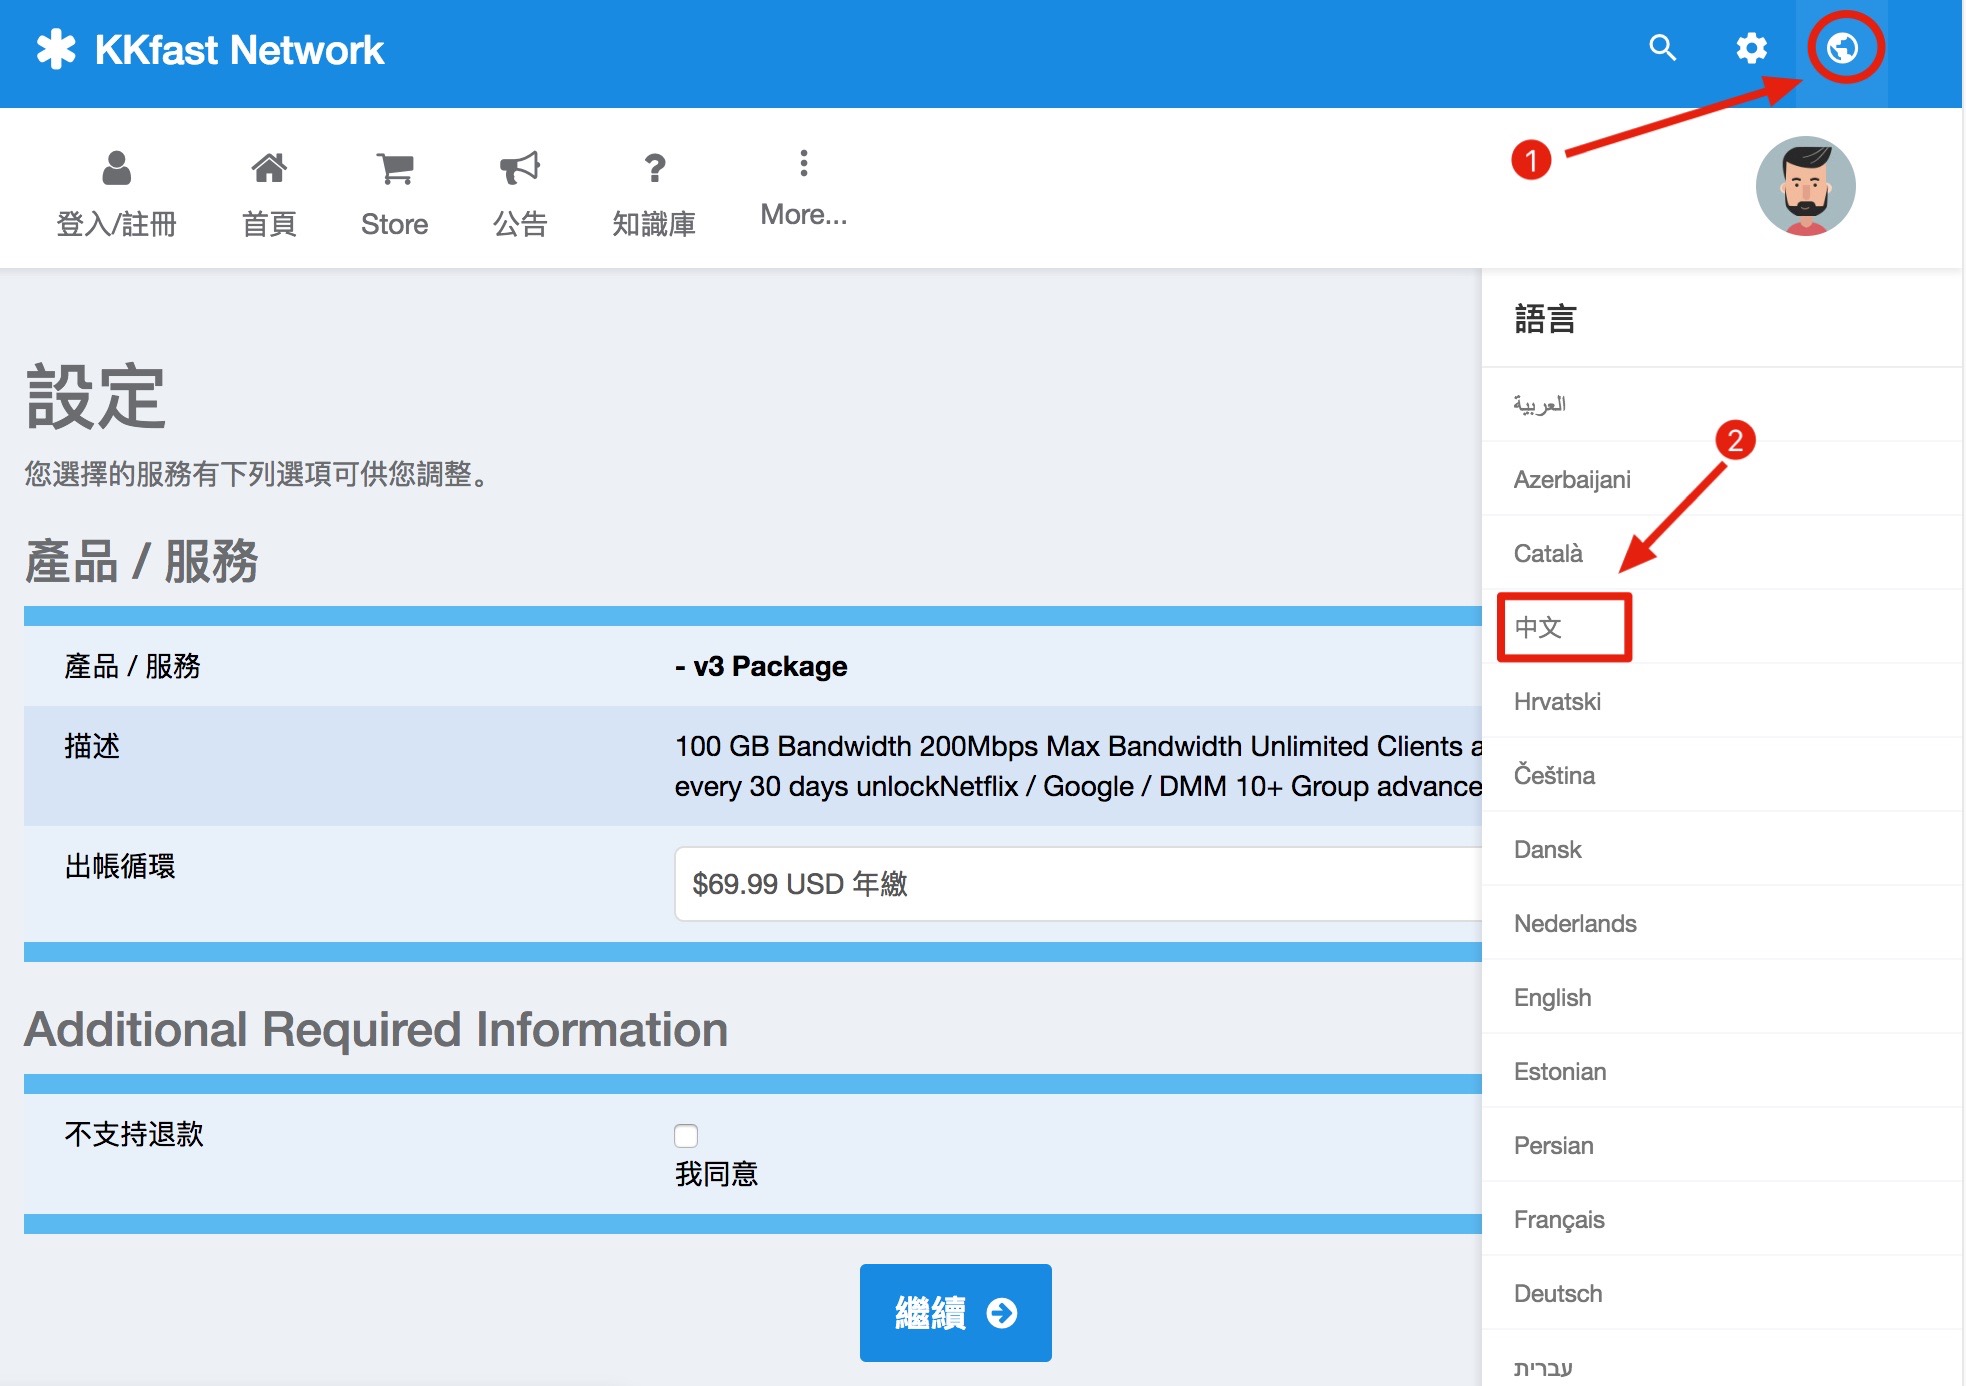 KKfast Network
1
登入/註冊
首頁
Store
公告
知識庫
More...
設定
您選擇的服務有下列選項可供您調整。
產品 / 服務
產品 / 服務
- v3 Package
描述
100 GB Bandwidth 200Mbps Max Bandwidth Unlimited Clients a
every 30 days unlockNetflix / Google / DMM 10+ Group advance
出帳循環
$69.99 USD 年繳
Additional Required Information
不支持退款
我同意
繼續
語言
العربية
2
Azerbaijani
Català
中文
Hrvatski
Čeština
Dansk
Nederlands
English
Estonian
Persian
Français
Deutsch
עברית